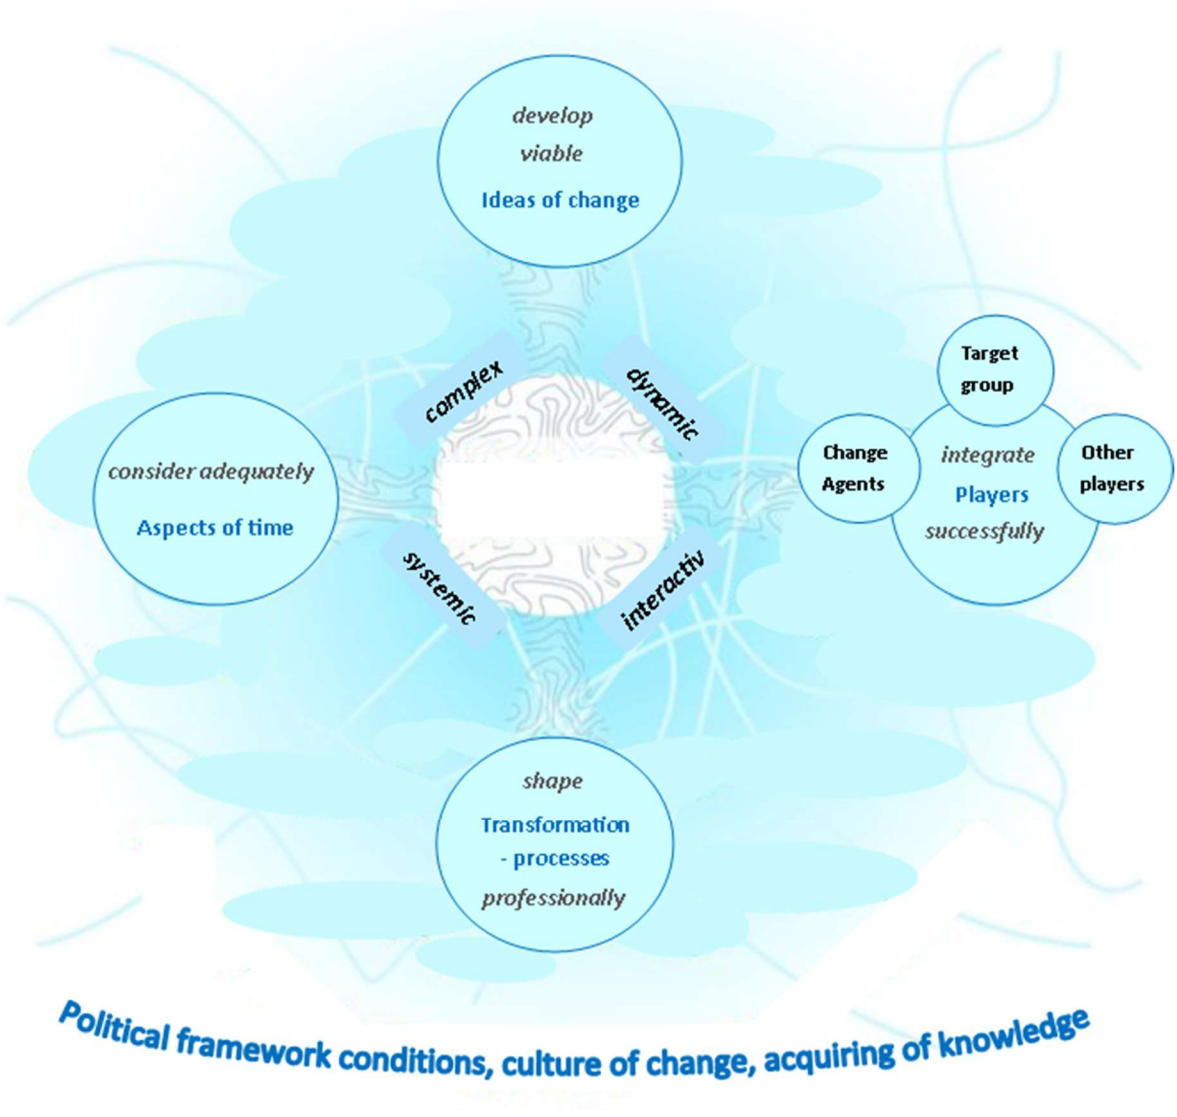 develop
viable
Ideas of change
complex
dynamic
Target
group
Change
Agents
integrate
Players
successfully
Other
players
consider adequately
Aspects of time
systemic
interactiv
shape
Transformation
- processes
professionally
Political framework conditions, culture of change, acquiring of knowledge